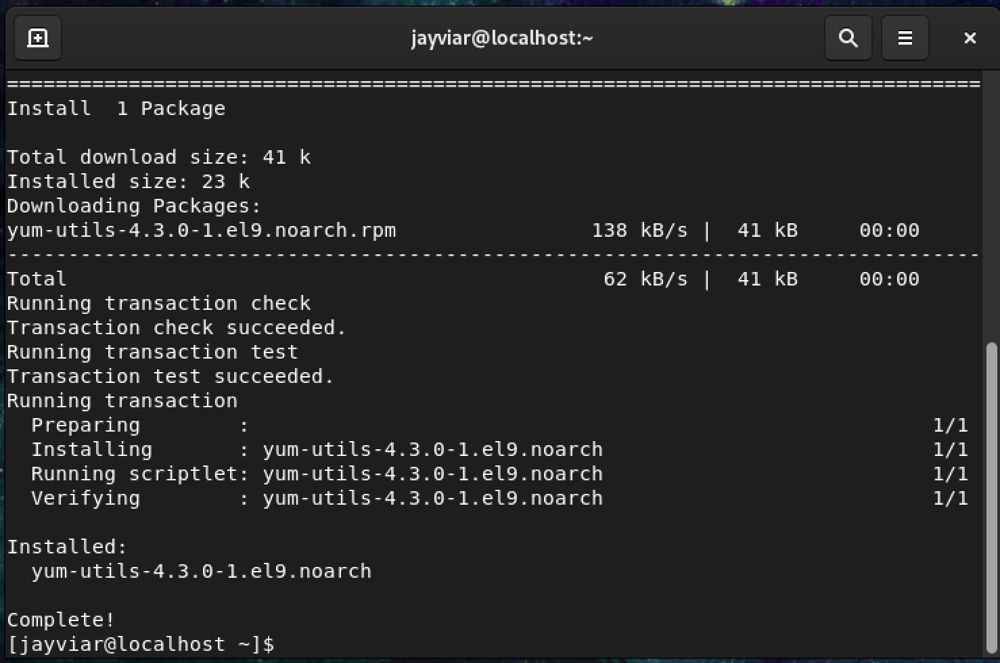 jayviar@localhost:~
================================================================================
Install  1 Package
Total download size: 41 k
Installed size: 23 k
Downloading Packages:
yum-utils-4.3.0-1.el9.noarch.rpm                138 kB/s |  41 kB     00:00
--------------------------------------------------------------------------------
Total                                            62 kB/s |  41 kB     00:00
Running transaction check
Transaction check succeeded.
Running transaction test
Transaction test succeeded.
Running transaction
  Preparing        :                                                        1/1
  Installing       : yum-utils-4.3.0-1.el9.noarch                           1/1
  Running scriptlet: yum-utils-4.3.0-1.el9.noarch                           1/1
  Verifying        : yum-utils-4.3.0-1.el9.noarch                           1/1
Installed:
  yum-utils-4.3.0-1.el9.noarch
Complete!
[jayviar@localhost ~]$